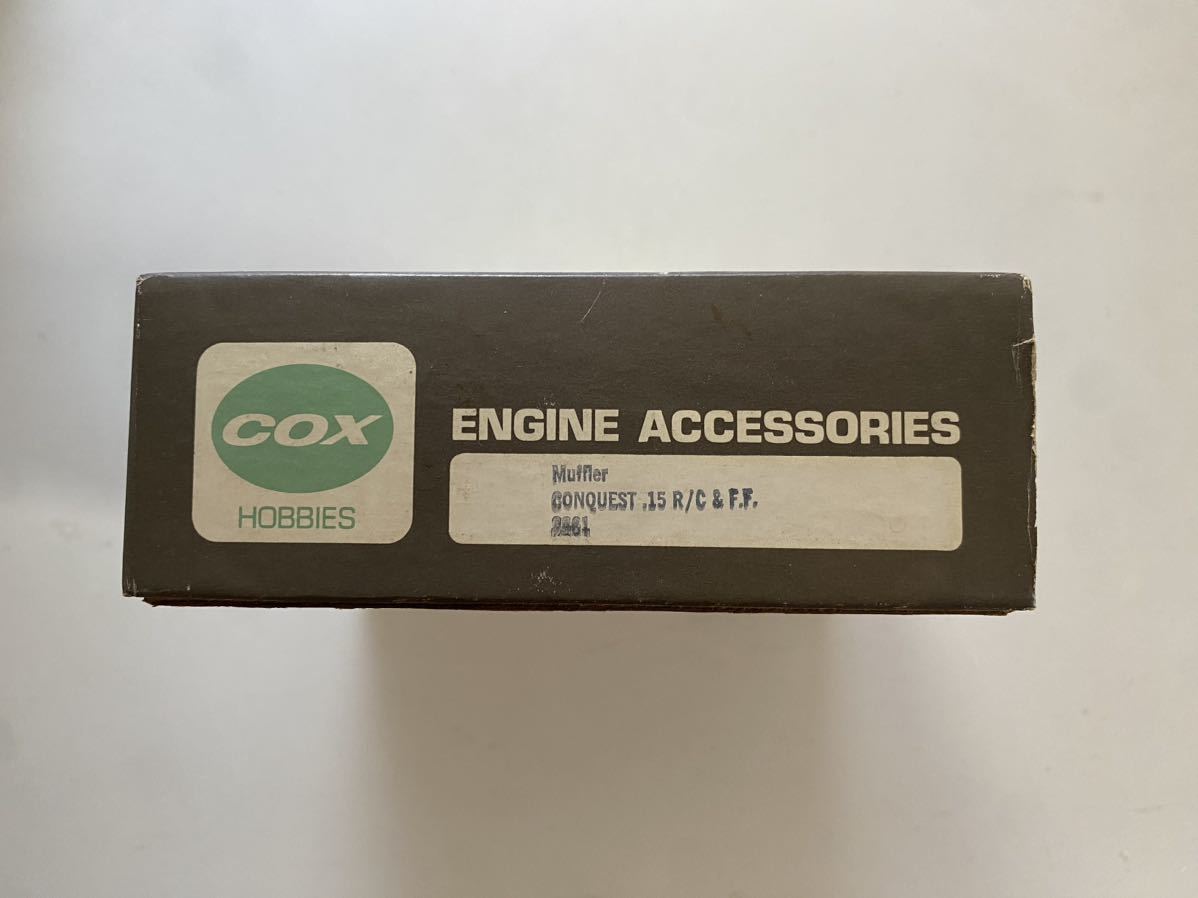 COX
HOBBIES
ENGINE ACCESSORIES
Muffler
CONQUEST .15 R/C & F.F.